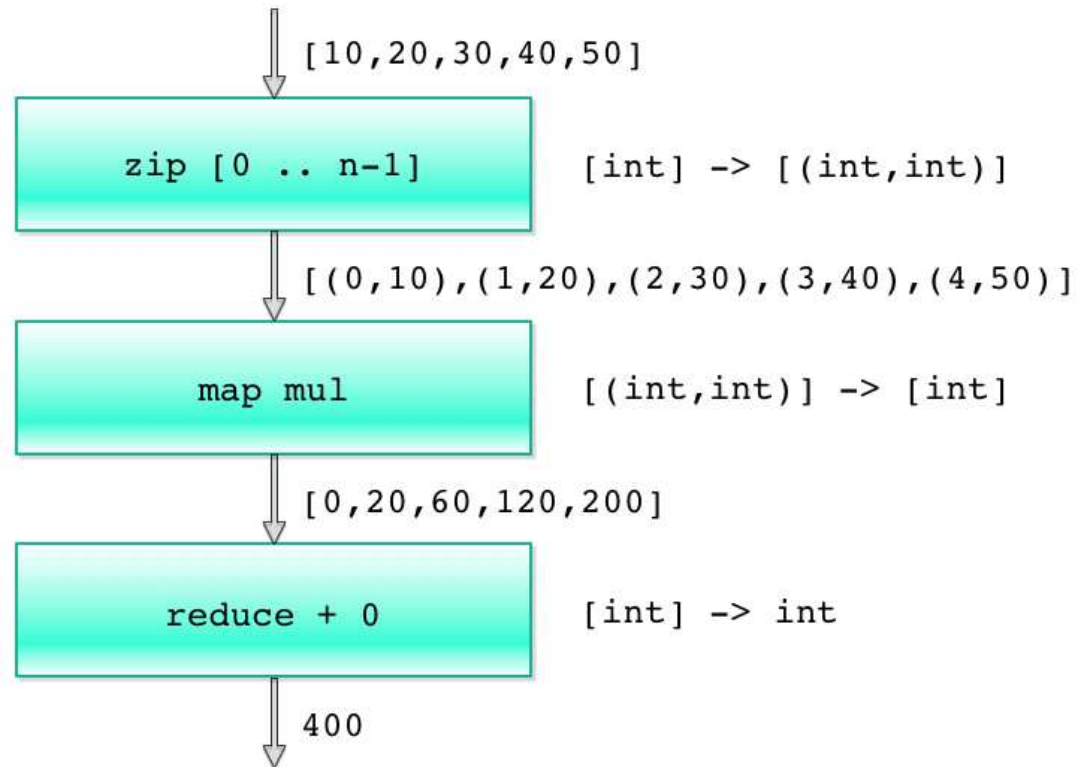 [10,20,30,40,50]
zip [0 .. n-1]
[int] -> [(int,int)]
[(0,10),(1,20),(2,30),(3,40),(4,50)]
map mul
[(int,int)] -> [int]
[0,20,60,120,200]
reduce + 0
[int] -> int
400